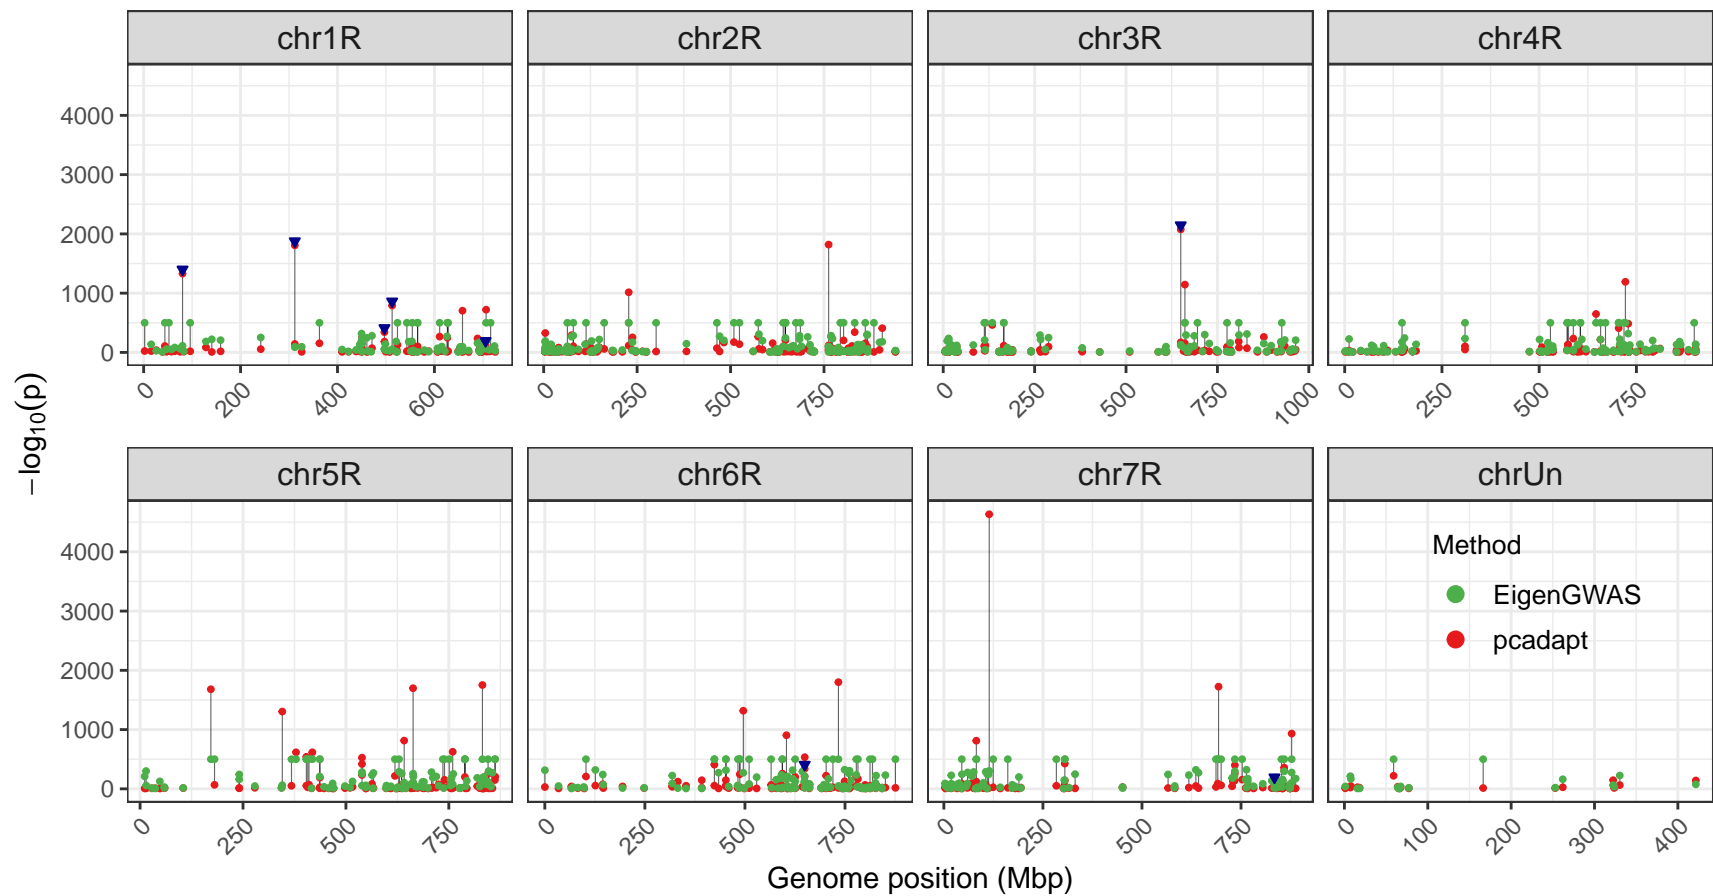 chr1R chr2R chr3R chr4R
4000
3000
2000
1000
0
0 200 400 600 0 250 500 750 0 250 500 750 1000 0 250 500 750
−log10(p)
chr5R chr6R chr7R chrUn
4000
3000
2000
1000
0
Method
EigenGWAS
pcadapt
0 250 500 750 0 250 500 750 0 250 500 750 0 100 200 300 400
Genome position (Mbp)